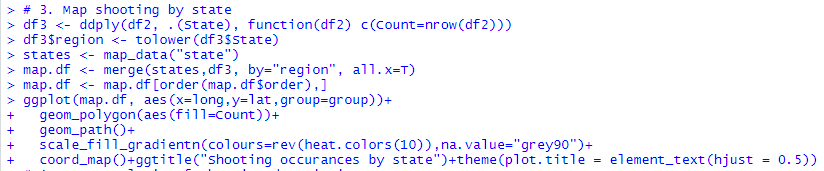 > # 3. Map shooting by state
> df3 <- ddply(df2, .(State), function(df2) c(Count=nrow(df2)))
> df3$region <- tolower(df3$State)
> states <- map_data("state")
> map.df <- merge(states,df3, by="region", all.x=T)
> map.df <- map.df[order(map.df$order),]
> ggplot(map.df, aes(x=long,y=lat,group=group))+
+   geom_polygon(aes(fill=Count))+
+   geom_path()+
+   scale_fill_gradientn(colours=rev(heat.colors(10)),na.value="grey90")+
+   coord_map()+ggtitle("Shooting occurances by state")+theme(plot.title = element_text(hjust = 0.5))